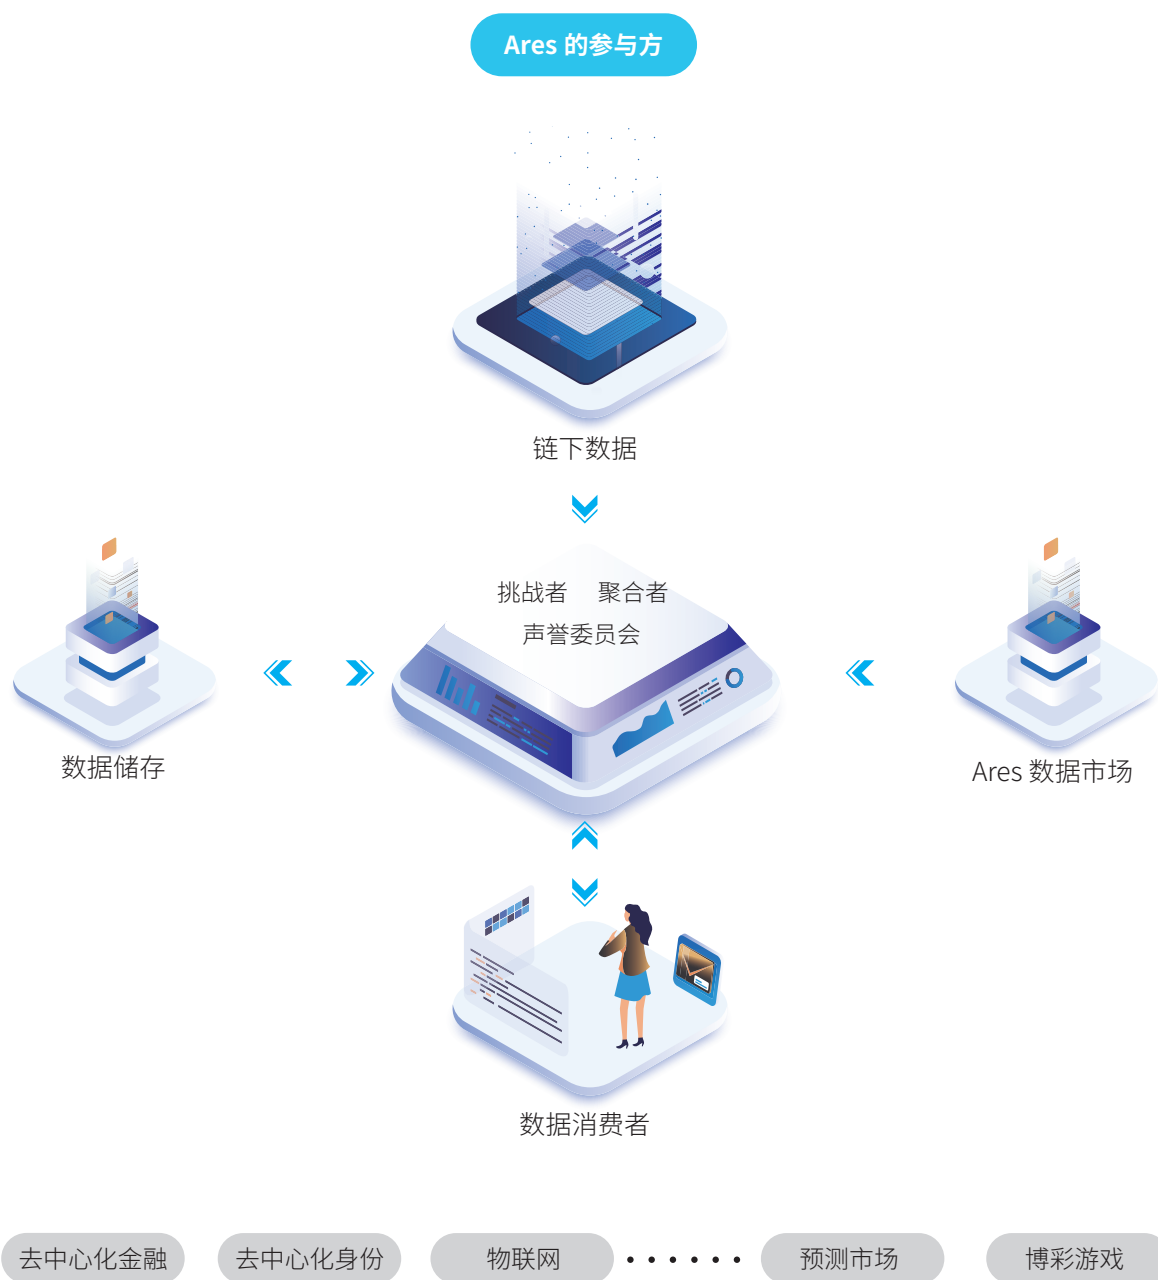 Ares 的参与方
链下数据
挑战者 聚合者
声誉委员会
数据储存
Ares 数据市场
数据消费者
去中心化金融 去中心化身份 物联网 • • • • • • 预测市场 博彩游戏